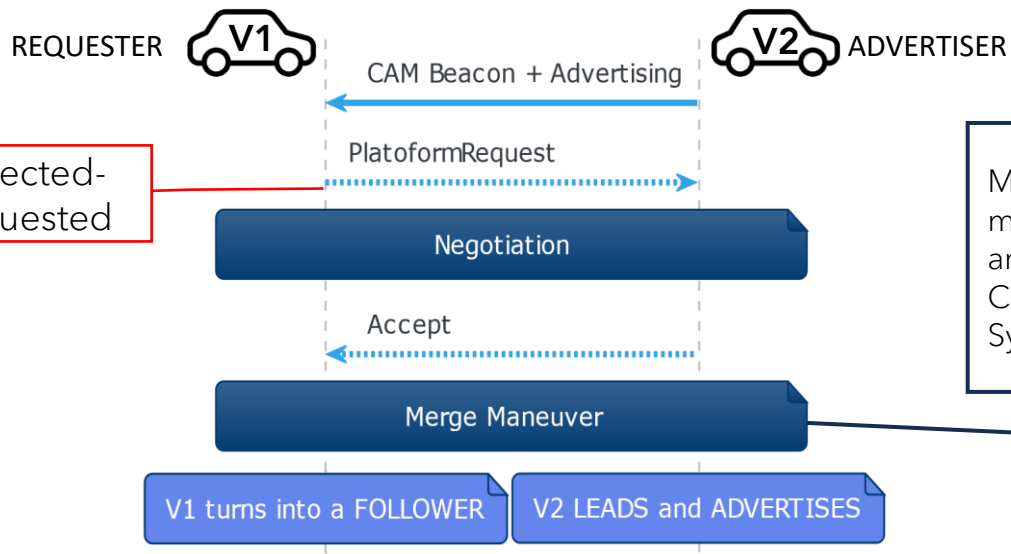 REQUESTER
V1
V2
ADVERTISER
CAM Beacon + Advertising
PlatoformRequest
Negotiation
Accept
Merge Maneuver
V1 turns into a FOLLOWER
V2 LEADS and ADVERTISES